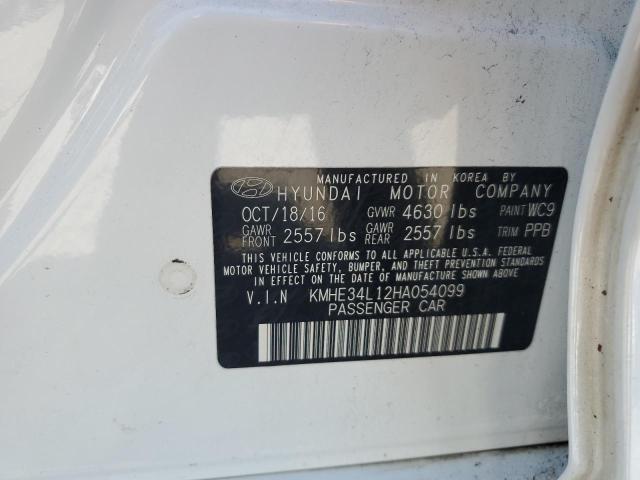 MANUFACTURED IN KOREA BY
HYUNDAI MOTOR COMPANY
OCT/18/16 GVWR 4630 lbs PAINT WC9
GAWR FRONT 2557 lbs GAWR REAR 2557 lbs TRIM PPB
THIS VEHICLE CONFORMS TO ALL APPLICABLE U.S.A. FEDERAL
MOTOR VEHICLE SAFETY, BUMPER, AND THEFT PREVENTION STANDARDS
IN EFFECT ON THE DATE OF MANUFACTURE SHOWN ABOVE.
V.I.N KMHE34L12HA054099
PASSENGER CAR